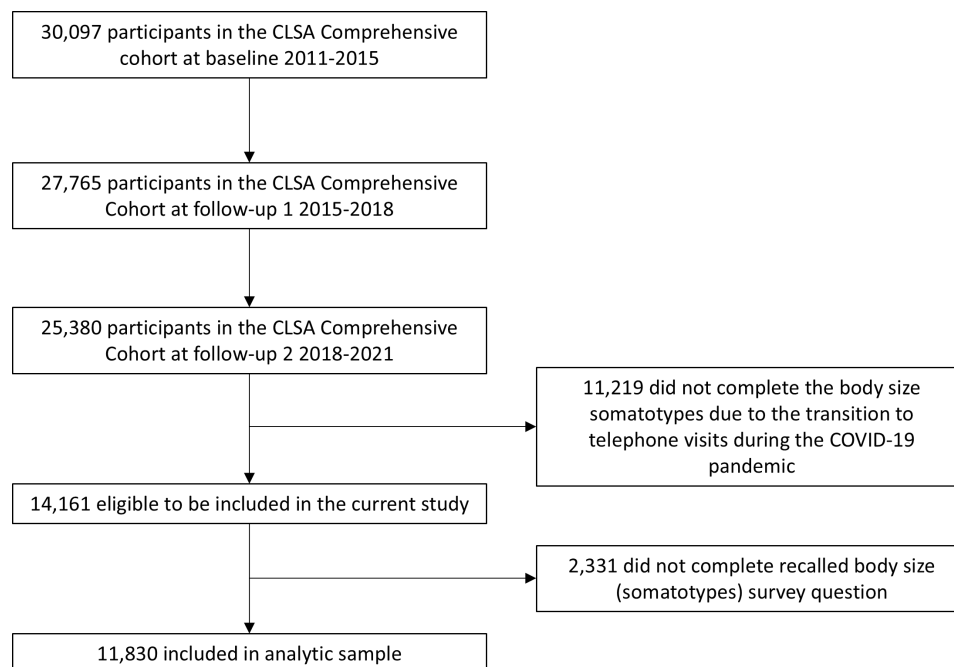 30,097 participants in the CLSA Comprehensive
cohort at baseline 2011-2015
27,765 participants in the CLSA Comprehensive
Cohort at follow-up 1 2015-2018
25,380 participants in the CLSA Comprehensive
Cohort at follow-up 2 2018-2021
11,219 did not complete the body size
somatotypes due to the transition to
telephone visits during the COVID-19
pandemic
14,161 eligible to be included in the current study
2,331 did not complete recalled body size
(somatotypes) survey question
11,830 included in analytic sample